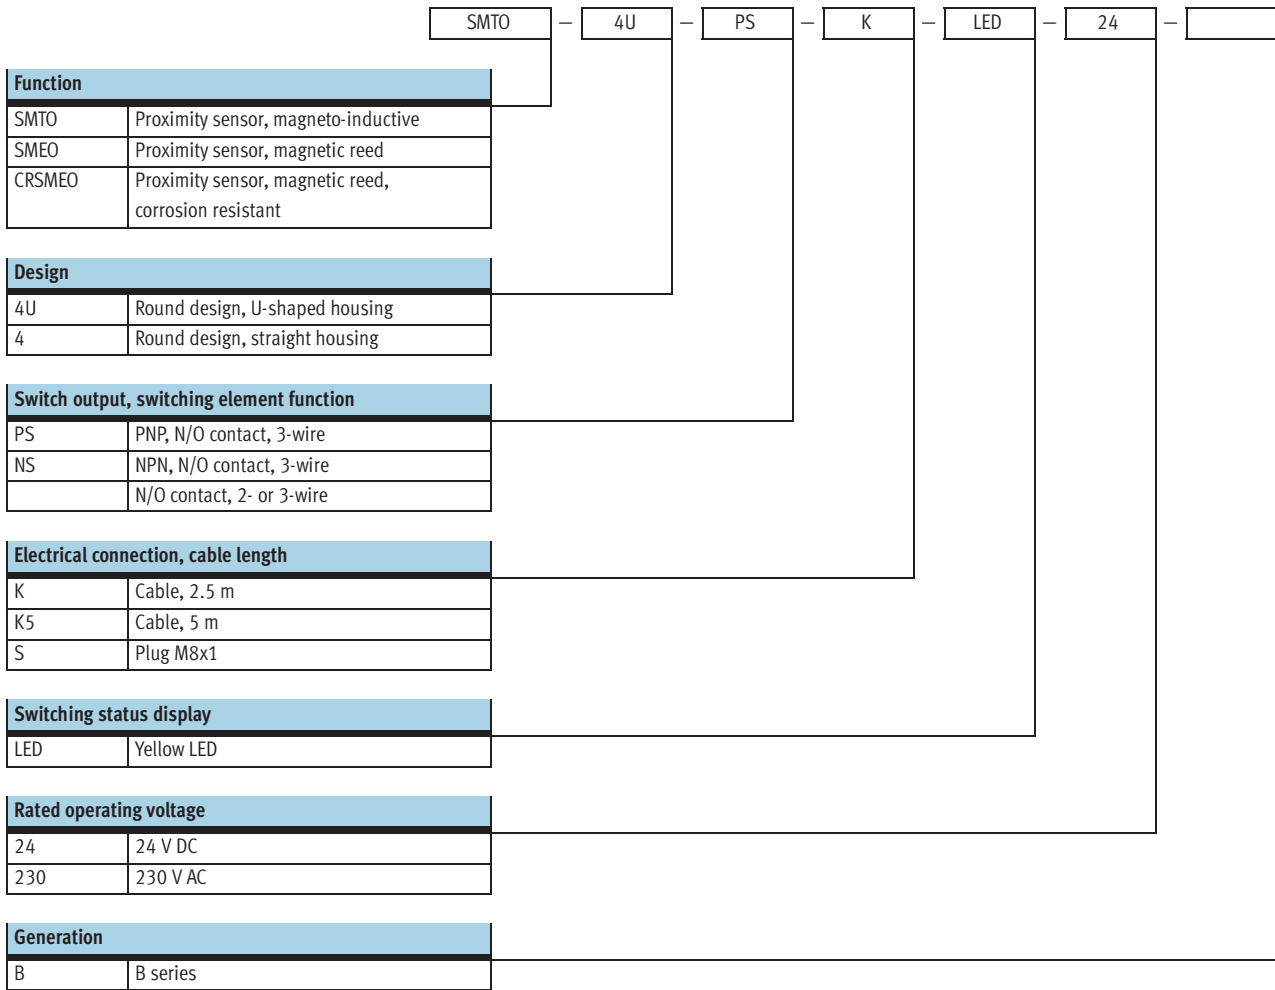 SMTO – 4U – PS – K – LED – 24 –
Function
SMTO Proximity sensor, magneto-inductive
SMEO Proximity sensor, magnetic reed
CRSMEO Proximity sensor, magnetic reed,
corrosion resistant
Design
4U Round design, U-shaped housing
4 Round design, straight housing
Switch output, switching element function
PS PNP, N/O contact, 3-wire
NS NPN, N/O contact, 3-wire
N/O contact, 2- or 3-wire
Electrical connection, cable length
K Cable, 2.5 m
K5 Cable, 5 m
S Plug M8x1
Switching status display
LED Yellow LED
Rated operating voltage
24 24 V DC
230 230 V AC
Generation
B B series